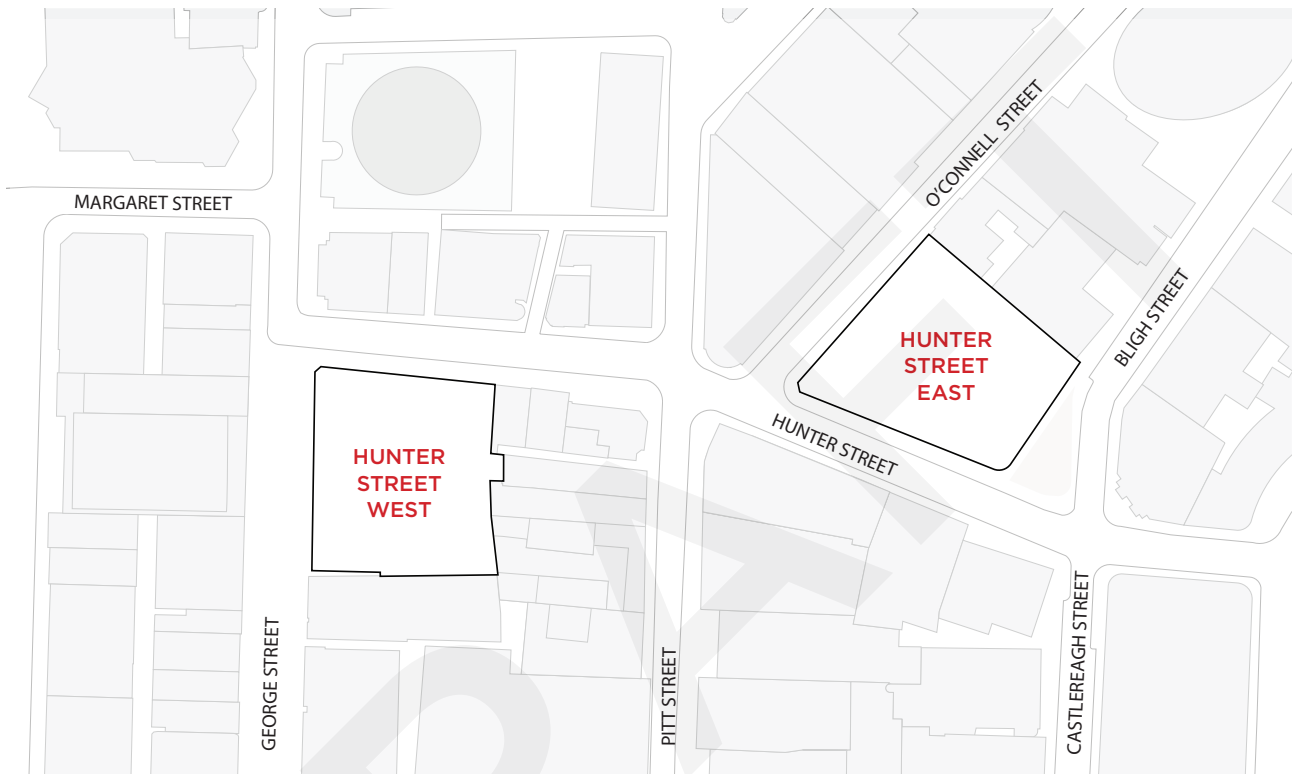 MARGARET STREET
O'CONNELL STREET
BLIGH STREET
HUNTER
STREET
EAST
HUNTER STREET
HUNTER
STREET
WEST
GEORGE STREET
PITT STREET
CASTLEREAGH STREET